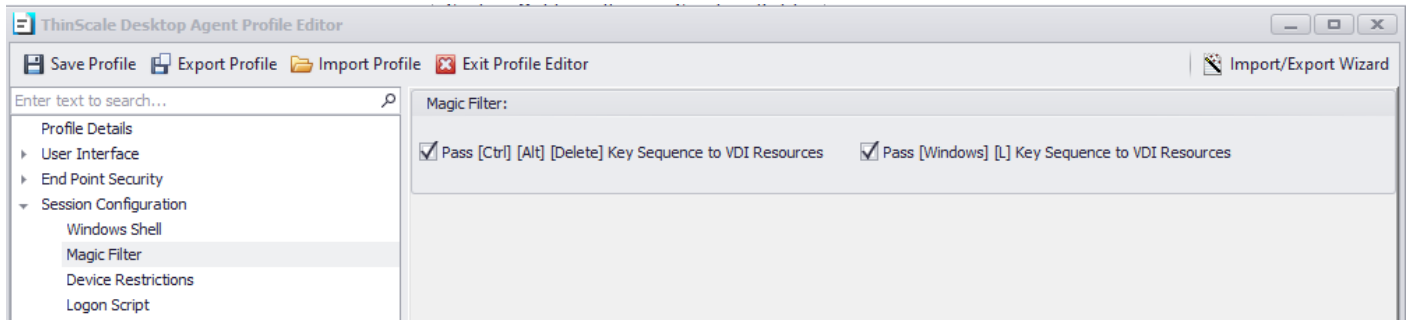 ThinScale Desktop Agent Profile Editor
Save Profile Export Profile Import Profile Exit Profile Editor Import/Export Wizard
Enter text to search...
Magic Filter:
Profile Details
User Interface
Pass [Ctrl] [Alt] [Delete] Key Sequence to VDI Resources Pass [Windows] [L] Key Sequence to VDI Resources
End Point Security
Session Configuration
Windows Shell
Magic Filter
Device Restrictions
Logon Script